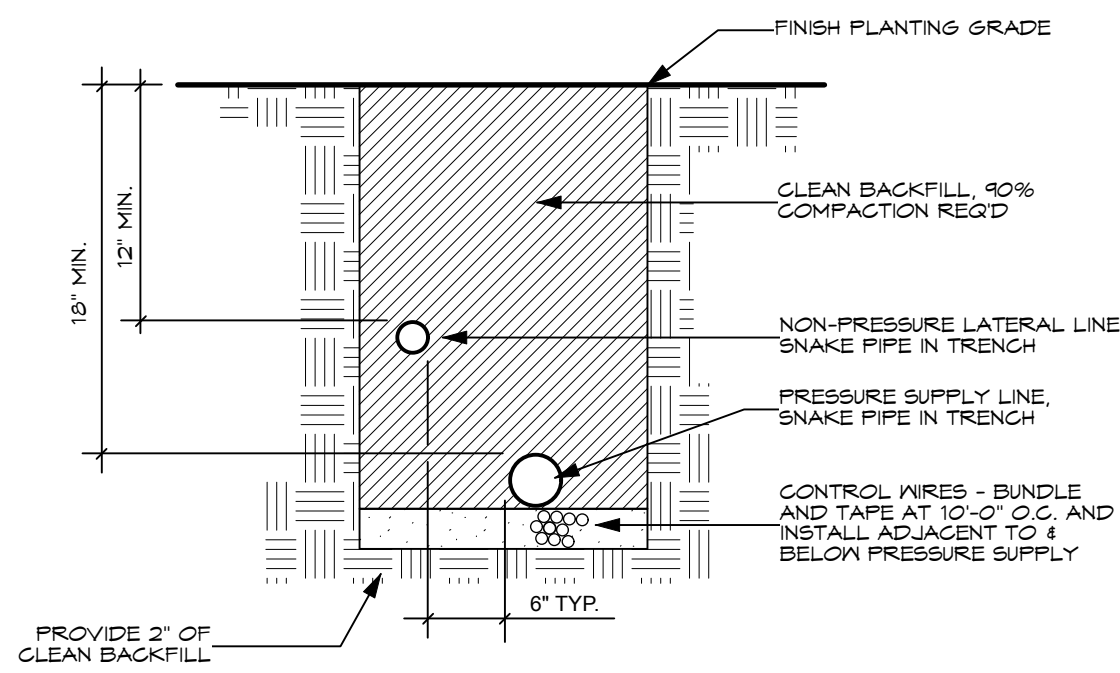 FINISH PLANTING GRADE
12" MIN.
18" MIN.
CLEAN BACKFILL, 90%
COMPACTION REQ'D
NON-PRESSURE LATERAL LINE
SNAKE PIPE IN TRENCH
PRESSURE SUPPLY LINE,
SNAKE PIPE IN TRENCH
CONTROL WIRES - BUNDLE
AND TAPE AT 10'-0" O.C. AND
INSTALL ADJACENT TO &
BELOW PRESSURE SUPPLY
6" TYP.
PROVIDE 2" OF
CLEAN BACKFILL